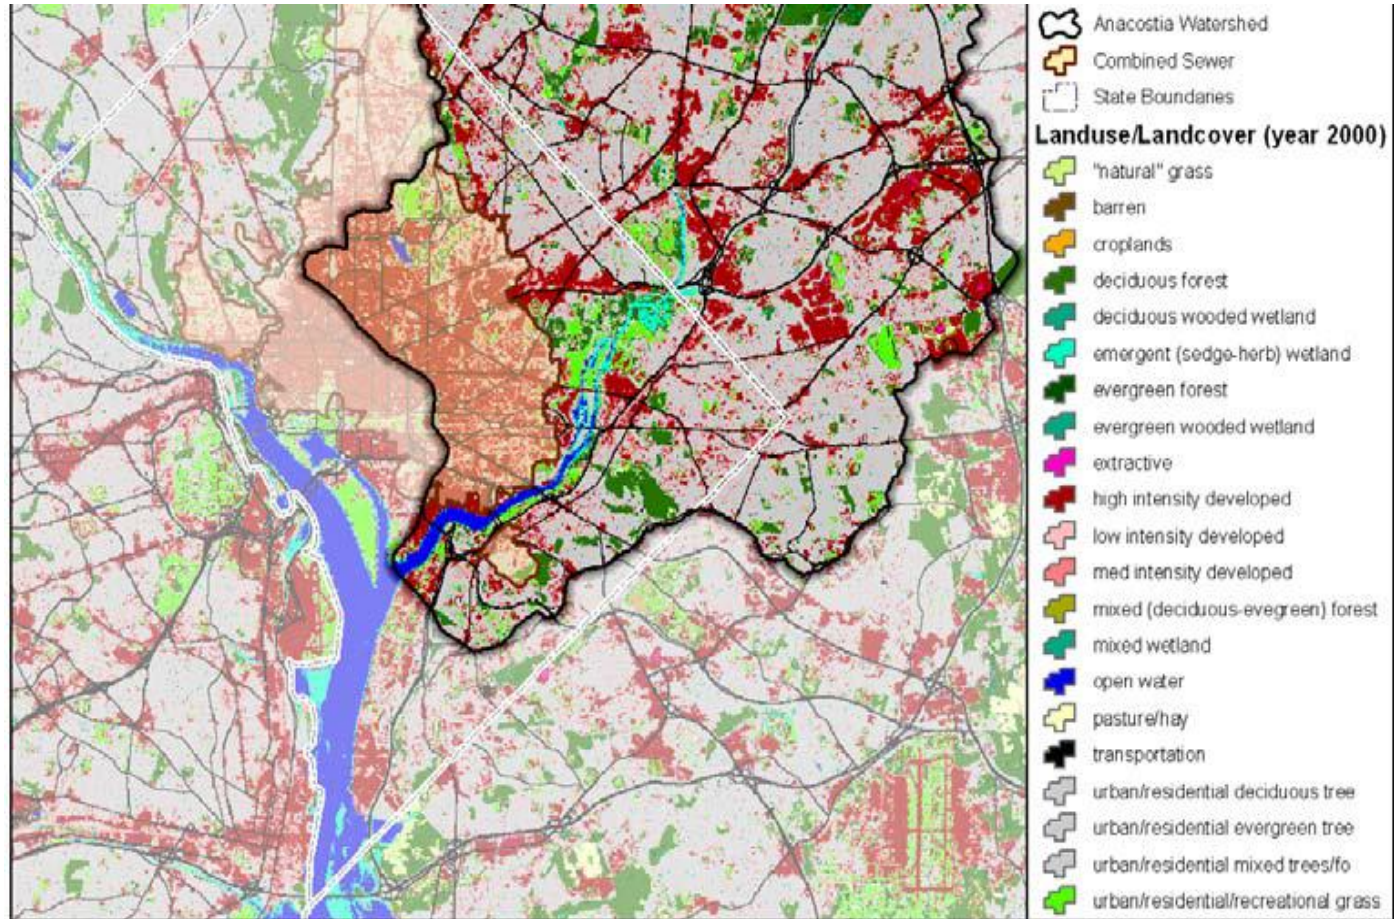 Anacostia Watershed
Combined Sewer
State Boundaries
Landuse/Landcover (year 2000)
"natural" grass
barren
croplands
deciduous forest
deciduous wooded wetland
emergent (sedge-herb) wetland
evergreen forest
evergreen wooded wetland
extractive
high intensity developed
low intensity developed
med intensity developed
mixed (deciduous-evegreen) forest
mixed wetland
open water
pasture/hay
transportation
urban/residential deciduous tree
urban/residential evergreen tree
urban/residential mixed trees/fo
urban/residential/recreational grass